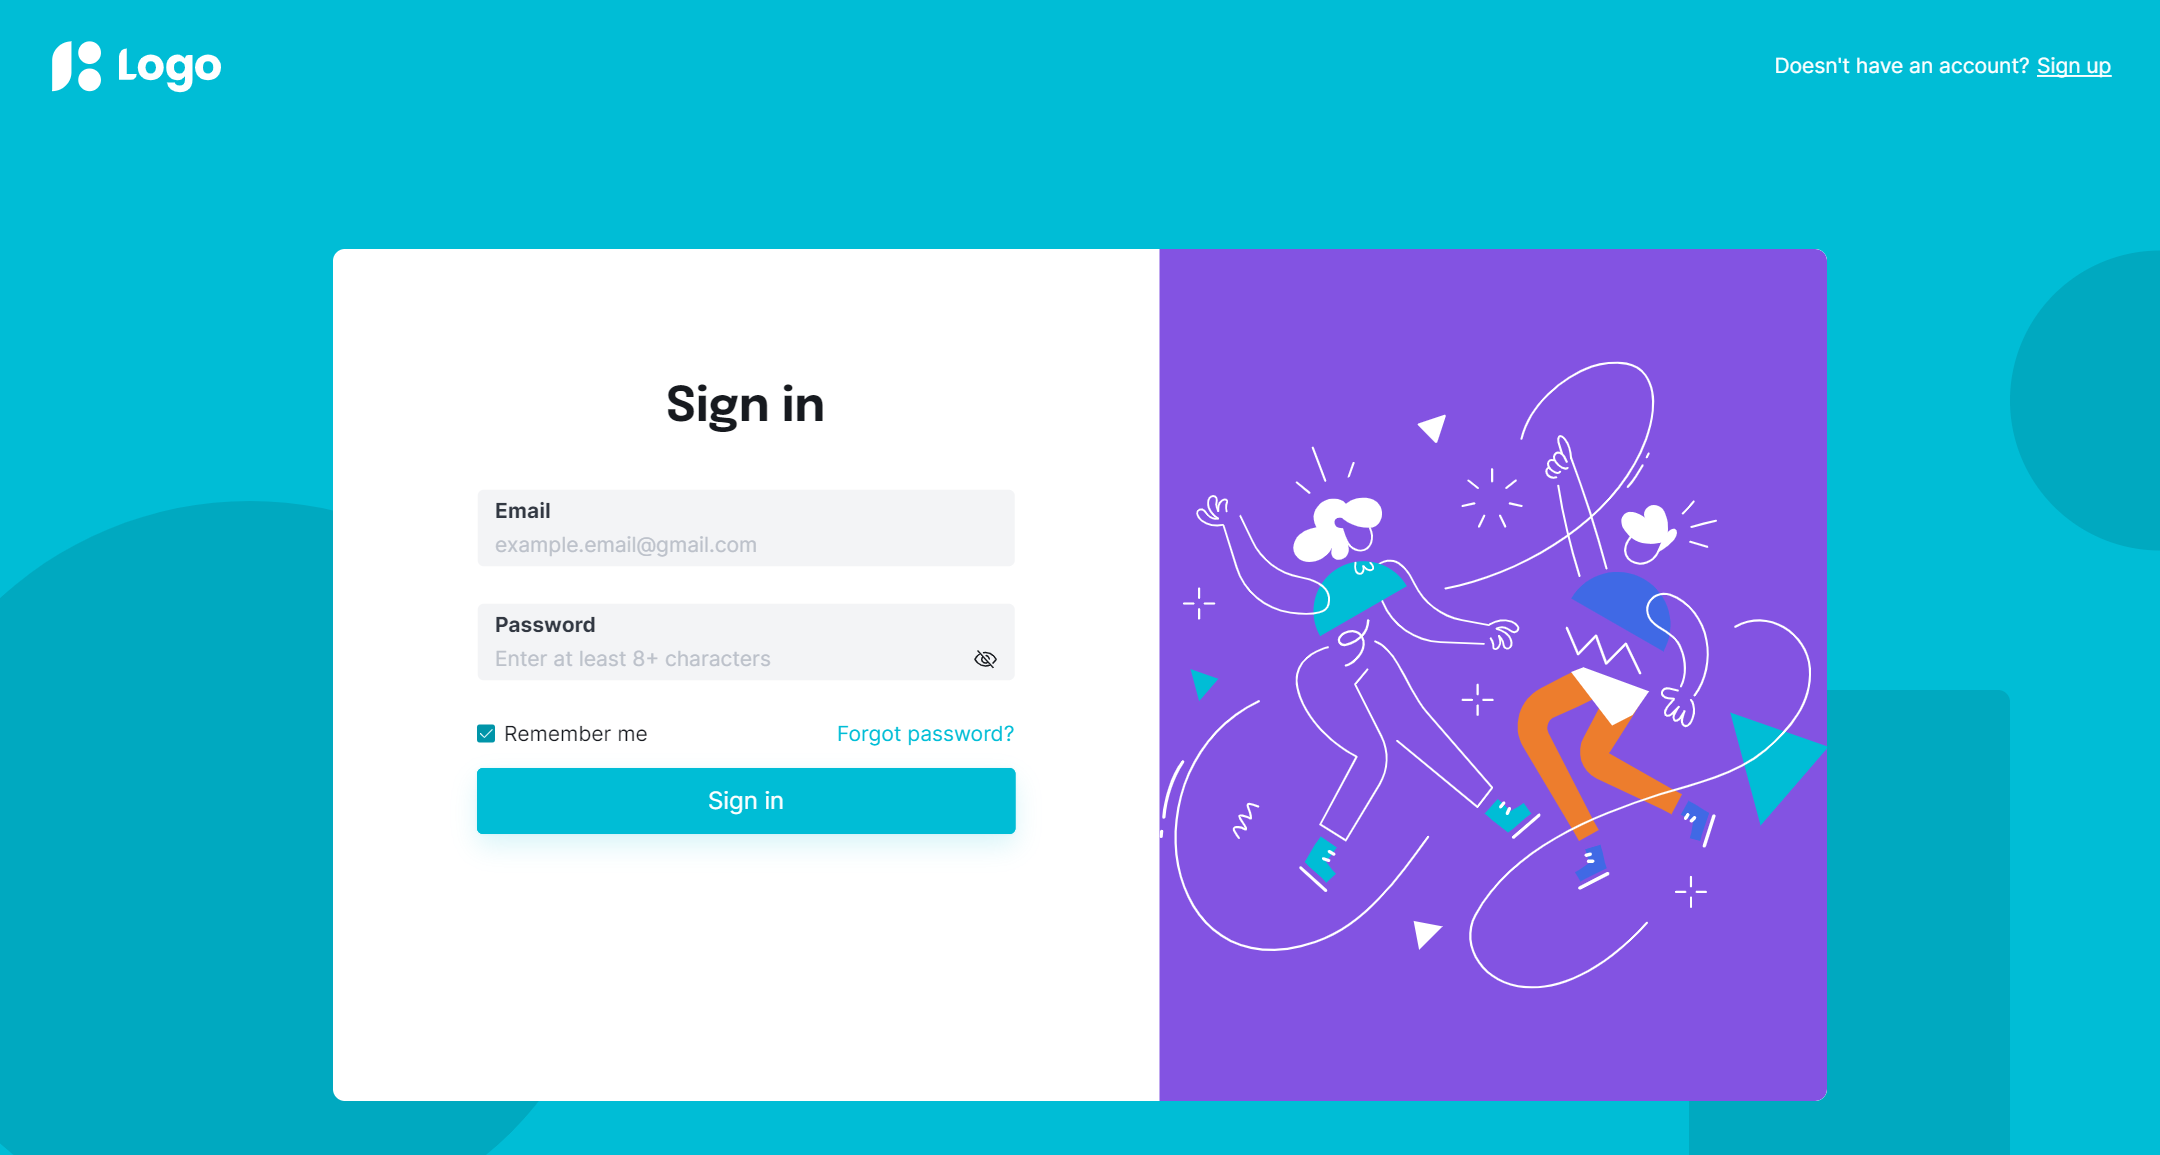 Logo
Doesn't have an account? Sign up
Sign in
Email
example.email@gmail.com
Password
Enter at least 8+ characters
Remember me
Forgot password?
Sign in